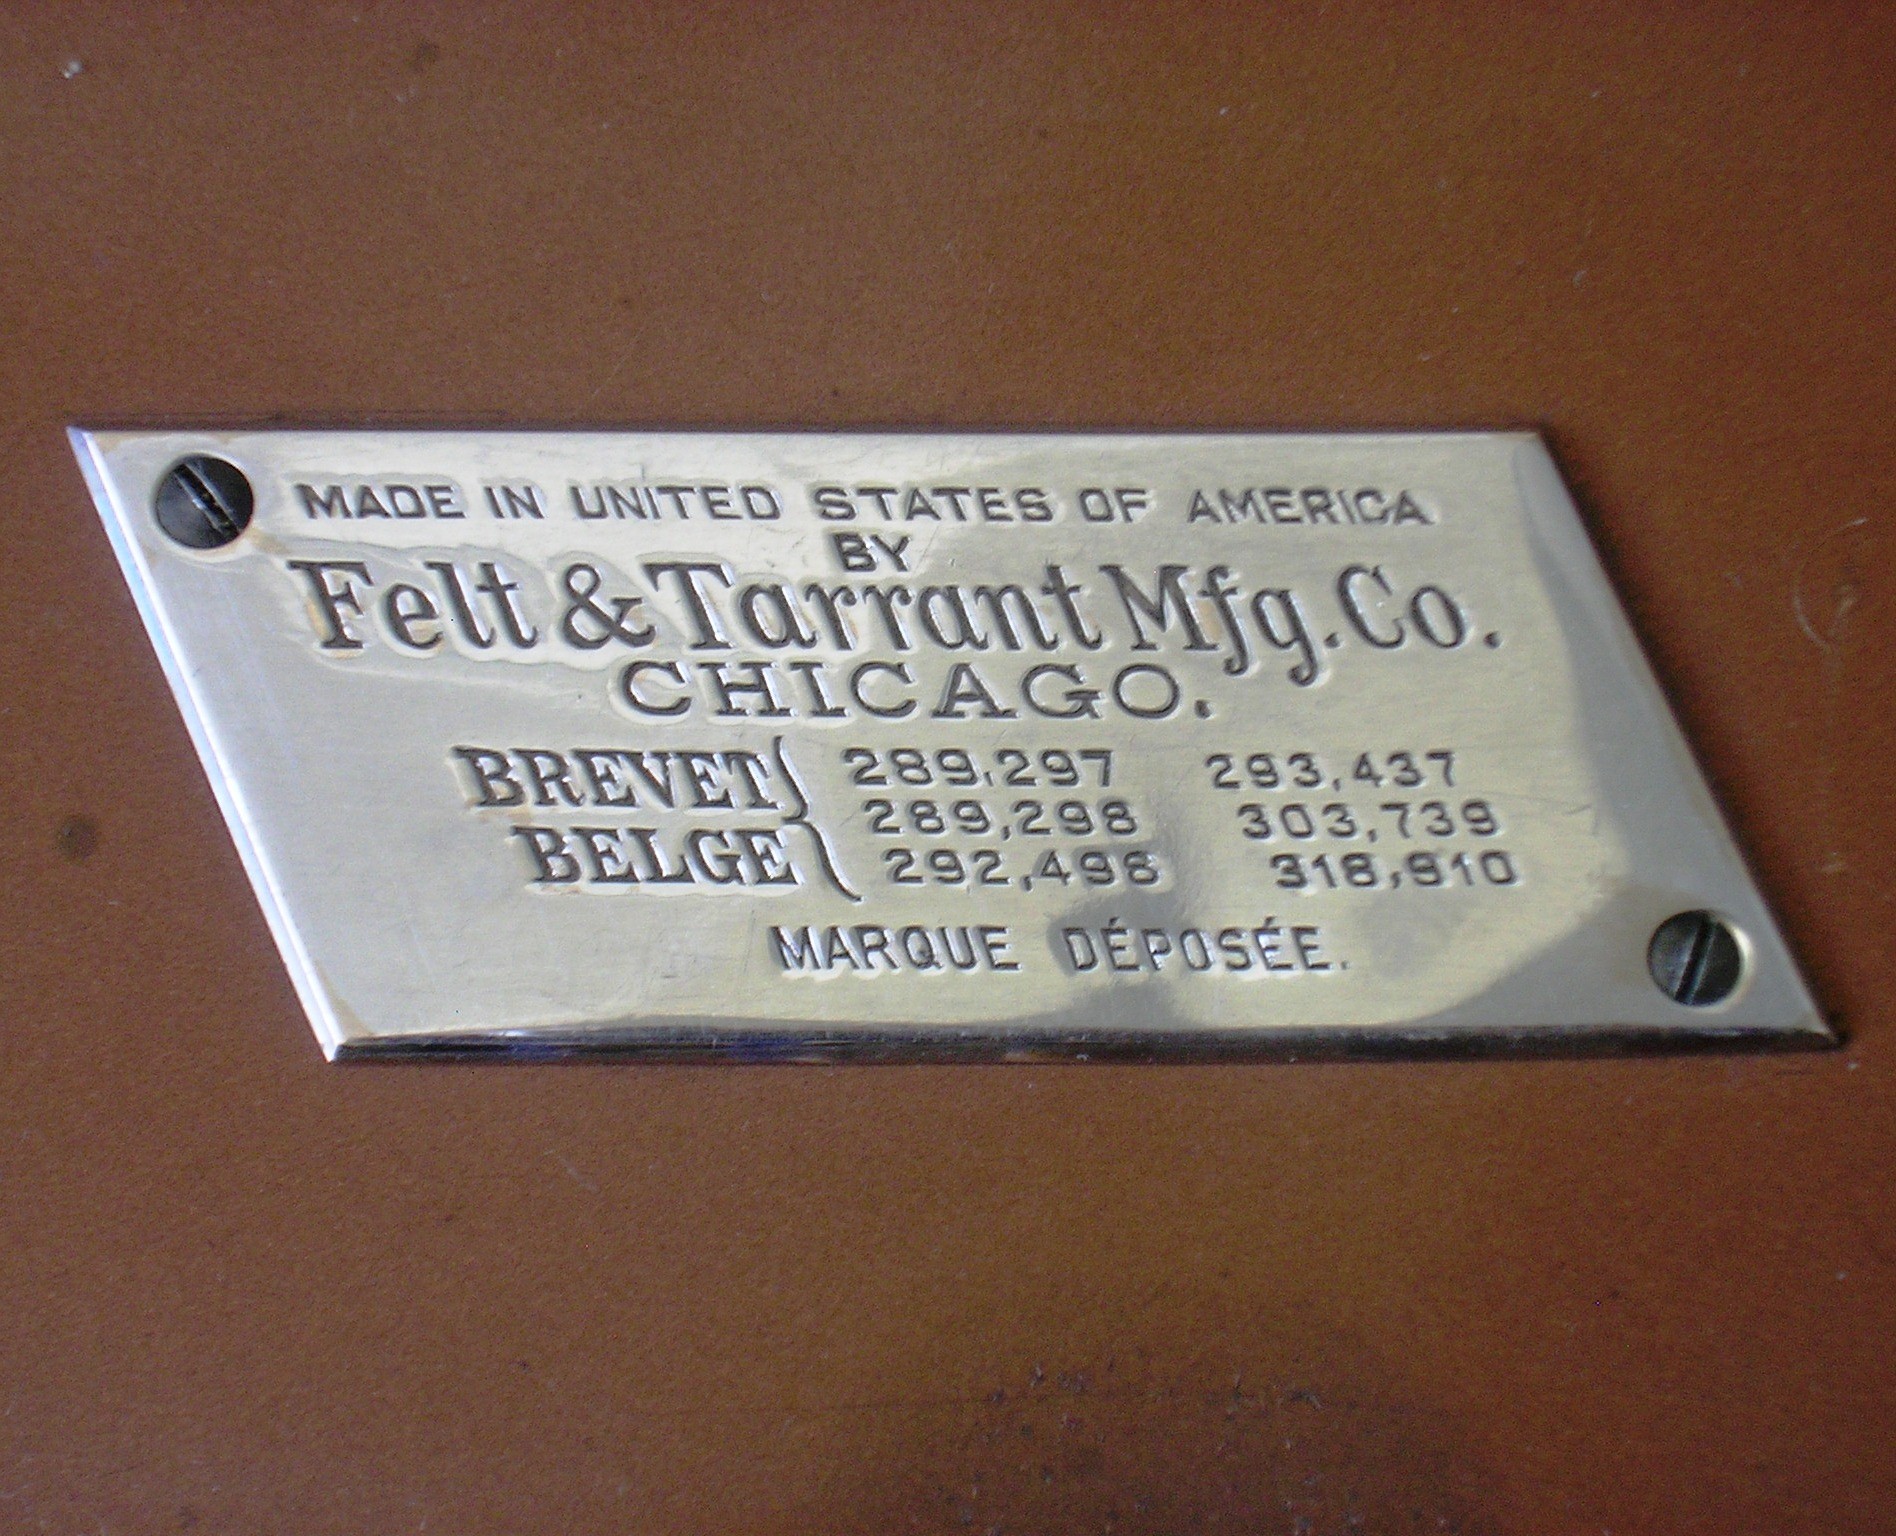 MADE IN UNITED STATES OF AMERICA
BY
Felt & Tarrant Mfg. Co.
CHICAGO.
BREVET BELGE
289,297 293,437
289,298 303,739
292,498 318,910
MARQUE DÉPOSÉE.